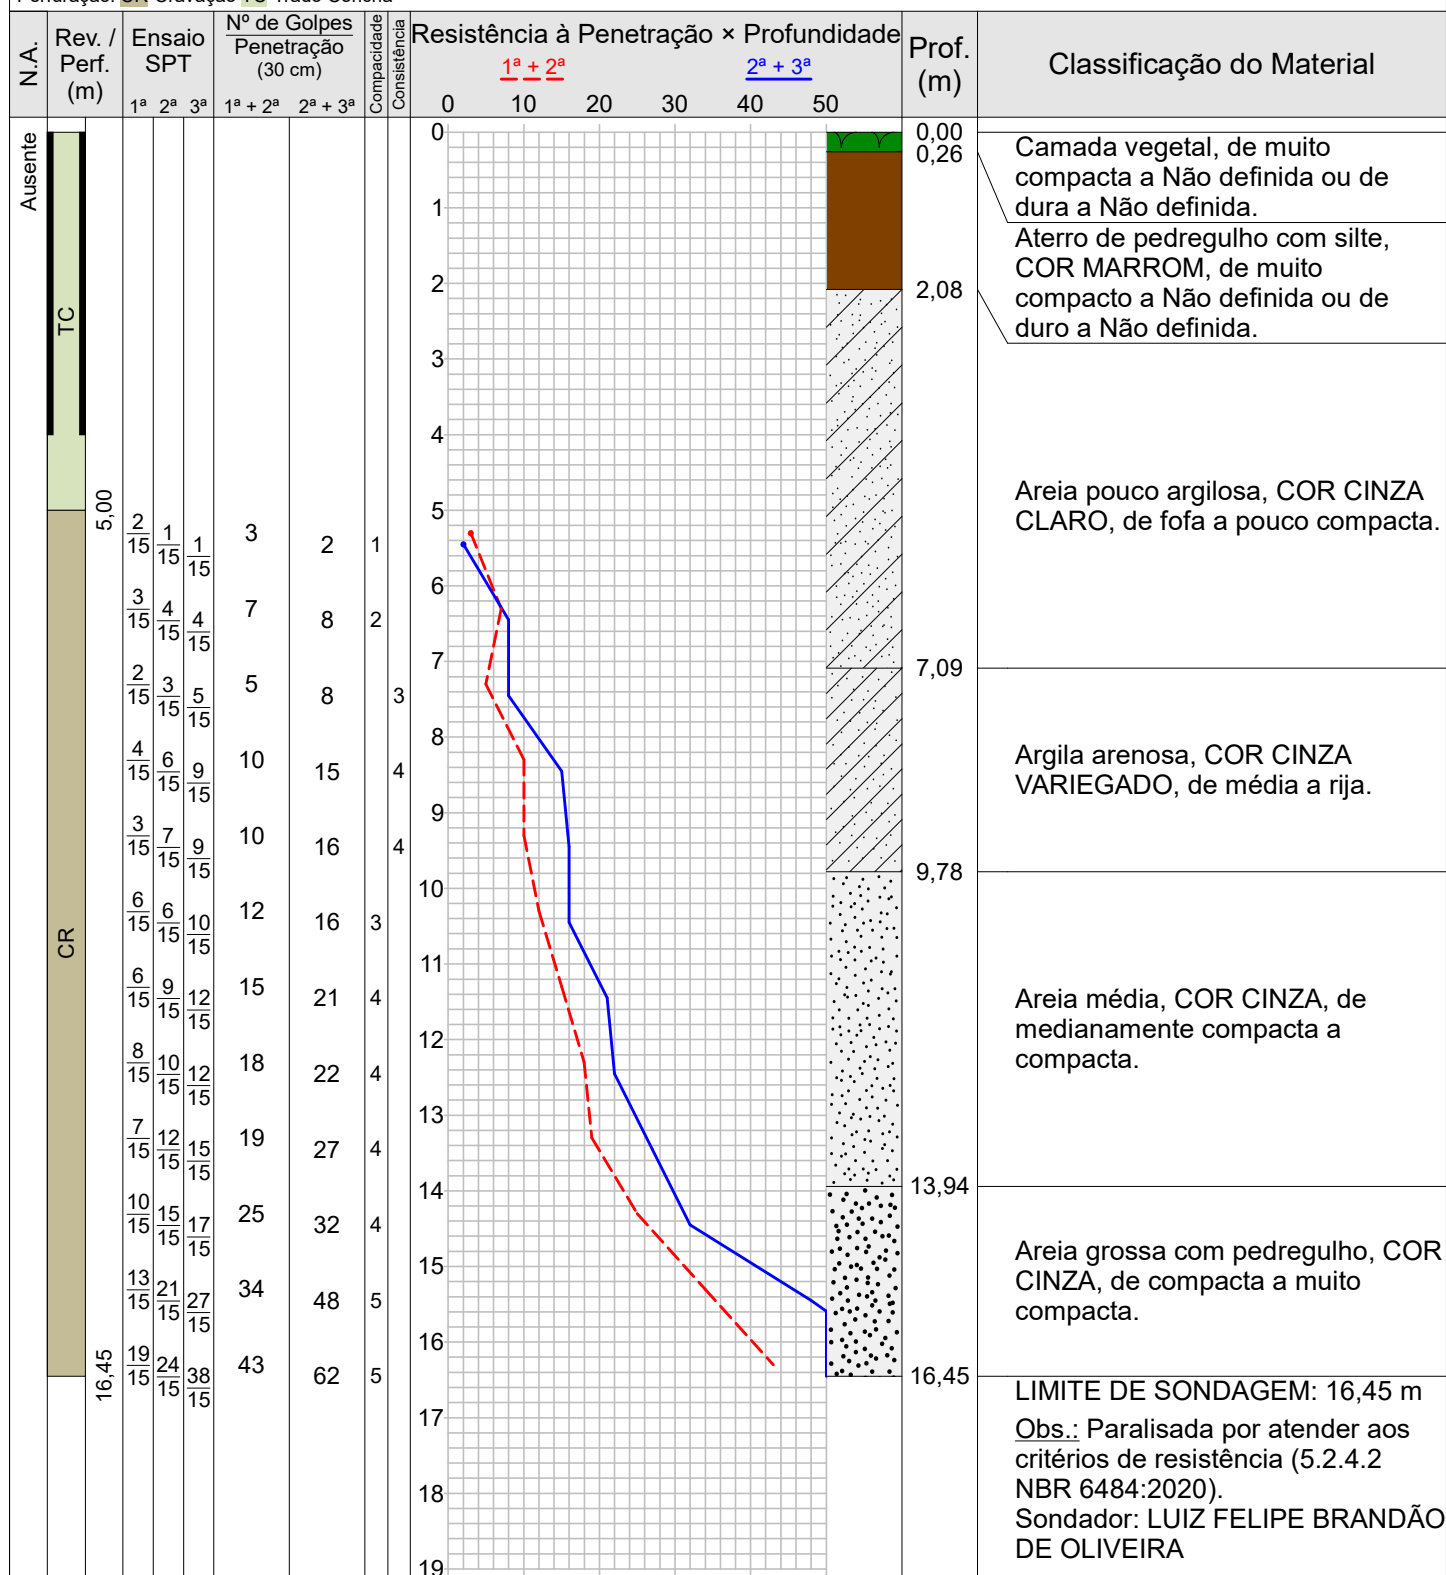 N.A.
Rev. /
Perf.
(m)
Ensaio
SPT
1ª 2ª 3ª
Nº de Golpes
Penetração
(30 cm)
1ª + 2ª 2ª + 3ª
Compacidade
Consistência
Resistência à Penetração × Profundidade
1ª + 2ª 2ª + 3ª
0 10 20 30 40 50
Prof.
(m)
Classificação do Material
Ausente
TC
5,00
CR
16,45
2/15 1/15 1/15 3 2 1
3/15 4/15 4/15 7 8 2
2/15 3/15 5/15 5 8 3
4/15 6/15 9/15 10 15 4
3/15 7/15 9/15 10 16 4
6/15 6/15 10/15 12 16 3
6/15 9/15 12/15 15 21 4
8/15 10/15 12/15 18 22 4
7/15 12/15 15/15 19 27 4
10/15 15/15 17/15 25 32 4
13/15 21/15 27/15 34 48 5
19/15 24/15 38/15 43 62 5
0
1
2
3
4
5
6
7
8
9
10
11
12
13
14
15
16
17
18
19
0,00
0,26
2,08
7,09
9,78
13,94
16,45
Camada vegetal, de muito
compacta a Não definida ou de
dura a Não definida.
Aterro de pedregulho com silte,
COR MARROM, de muito
compacto a Não definida ou de
duro a Não definida.
Areia pouco argilosa, COR CINZA
CLARO, de fofa a pouco compacta.
Argila arenosa, COR CINZA
VARIEGADO, de média a rija.
Areia média, COR CINZA, de
medianamente compacta a
compacta.
Areia grossa com pedregulho, COR
CINZA, de compacta a muito
compacta.
LIMITE DE SONDAGEM: 16,45 m
Obs.: Paralisada por atender aos
critérios de resistência (5.2.4.2
NBR 6484:2020).
Sondador: LUIZ FELIPE BRANDÃO
DE OLIVEIRA